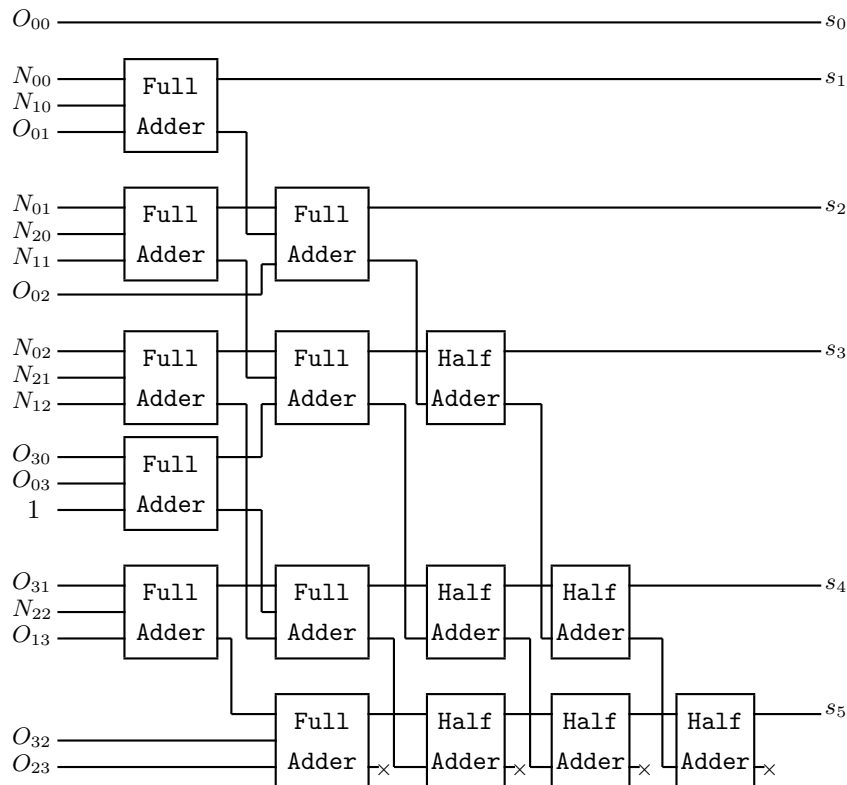 O₀₀ s₀
N₀₀ Full s₁
N₁₀
O₀₁ Adder
N₀₁ Full Full s₂
N₂₀
N₁₁ Adder Adder
O₀₂
N₀₂ Full Full Half s₃
N₂₁
N₁₂ Adder Adder Adder
O₃₀ Full
O₀₃
1 Adder
O₃₁ Full Full Half Half s₄
N₂₂
O₁₃ Adder Adder Adder Adder
Full Half Half Half s₅
O₃₂
O₂₃ Adder × Adder × Adder × Adder ×